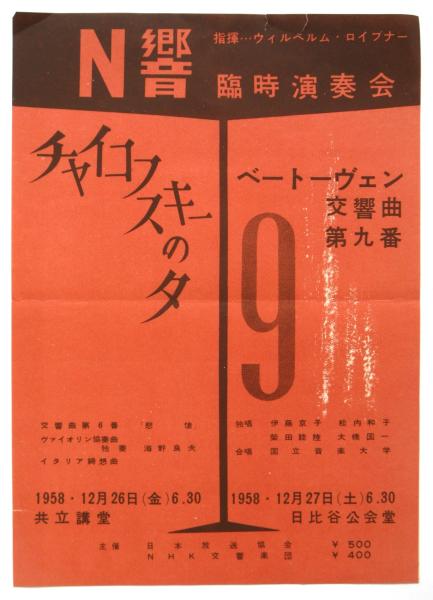 N響
指揮…ウィルヘルム・ロイブナー
臨時演奏会
チャイコフスキーの夕
ベートーヴェン
交響曲
第九番
9
交響曲第6番 「悲愴」
ヴァイオリン協奏曲
独奏 海野良夫
イタリア綺想曲
独唱 伊藤京子 松内和子
柴田睦陸 大橋国一
合唱 国立音楽大学
1958・12月26日(金)6.30
共立講堂
1958・12月27日(土)6.30
日比谷公会堂
主催 日本放送協会
NHK交響楽団
¥500
¥400